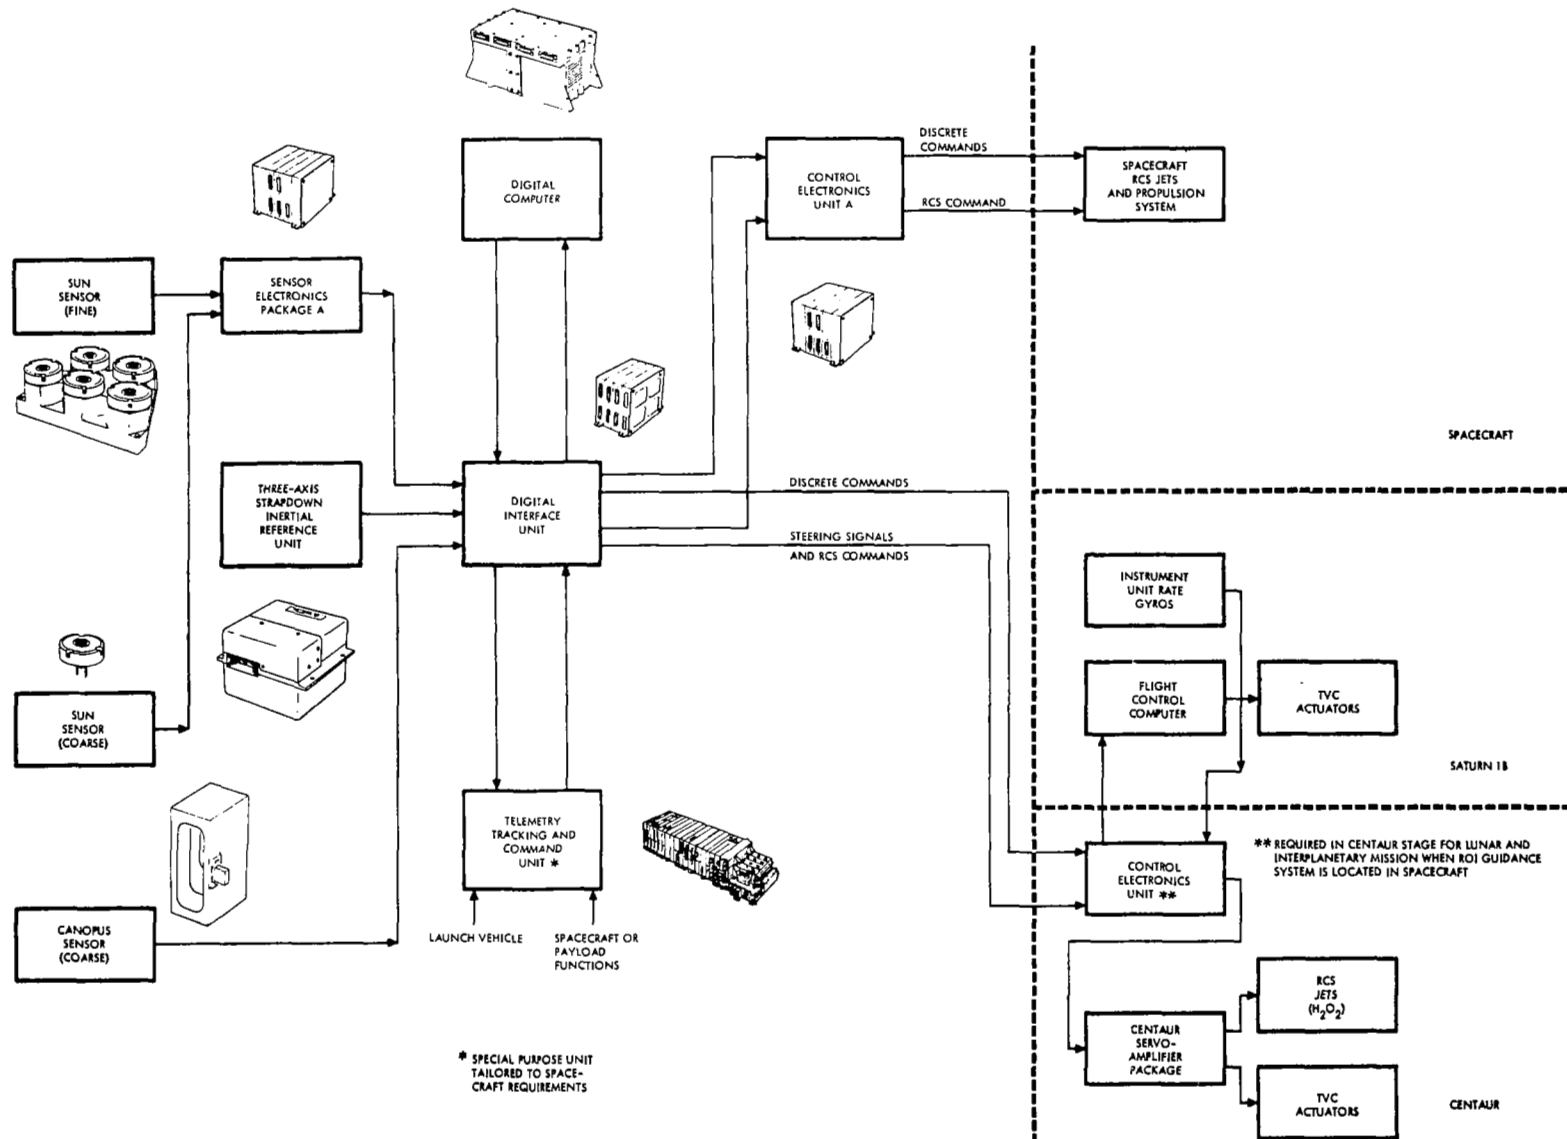 DIGITAL
COMPUTER
CONTROL
ELECTRONICS
UNIT A
DISCRETE
COMMANDS
RCS COMMAND
SPACECRAFT
RCS JETS
AND PROPULSION
SYSTEM
SUN
SENSOR
(FINE)
SENSOR
ELECTRONICS
PACKAGE A
SPACECRAFT
THREE-AXIS
STRAPDOWN
INERTIAL
REFERENCE
UNIT
DIGITAL
INTERFACE
UNIT
DISCRETE COMMANDS
STEERING SIGNALS
AND RCS COMMANDS
INSTRUMENT
UNIT RATE
GYROS
SUN
SENSOR
(COARSE)
FLIGHT
CONTROL
COMPUTER
TVC
ACTUATORS
SATURN 1B
TELEMETRY
TRACKING AND
COMMAND
UNIT *
LAUNCH VEHICLE
SPACECRAFT OR
PAYLOAD
FUNCTIONS
CONTROL
ELECTRONICS
UNIT **
** REQUIRED IN CENTAUR STAGE FOR LUNAR AND
INTERPLANETARY MISSION WHEN ROI GUIDANCE
SYSTEM IS LOCATED IN SPACECRAFT
CANOPUS
SENSOR
(COARSE)
RCS
JETS
(H2O2)
CENTAUR
SERVO-
AMPLIFIER
PACKAGE
TVC
ACTUATORS
CENTAUR
* SPECIAL PURPOSE UNIT
TAILORED TO SPACE-
CRAFT REQUIREMENTS